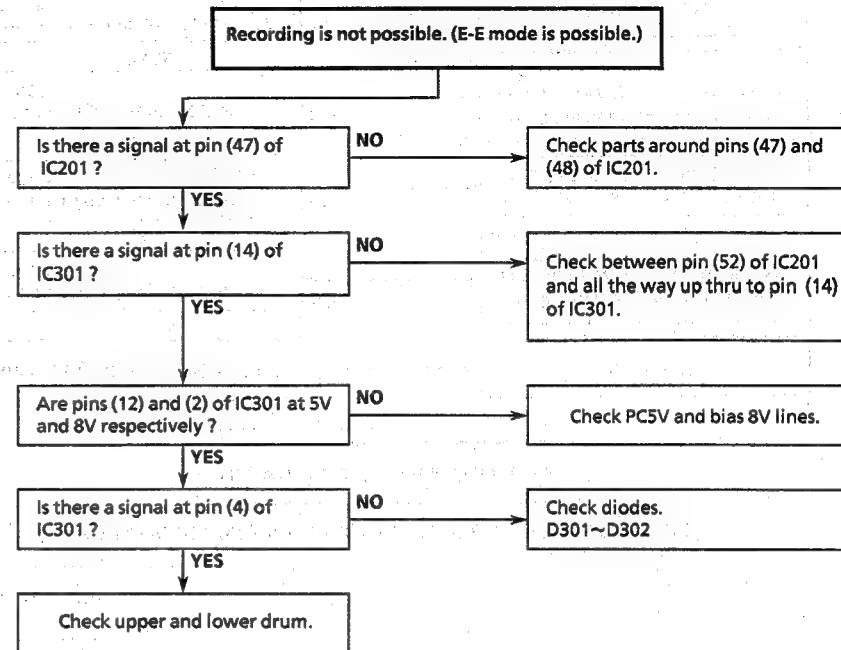 Recording is not possible. (E-E mode is possible.)
Is there a signal at pin (47) of
IC201 ?
NO
Check parts around pins (47) and
(48) of IC201.
YES
Is there a signal at pin (14) of
IC301 ?
NO
Check between pin (52) of IC201
and all the way up thru to pin (14)
of IC301.
YES
Are pins (12) and (2) of IC301 at 5V
and 8V respectively ?
NO
Check PC5V and bias 8V lines.
YES
Is there a signal at pin (4) of
IC301 ?
NO
Check diodes.
D301~D302
YES
Check upper and lower drum.